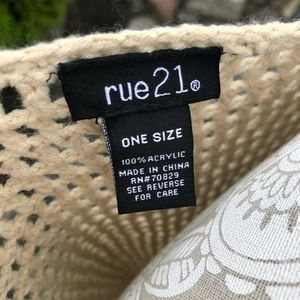 rue21®
ONE SIZE
100% ACRYLIC
MADE IN CHINA
RN#70829
SEE REVERSE
FOR CARE